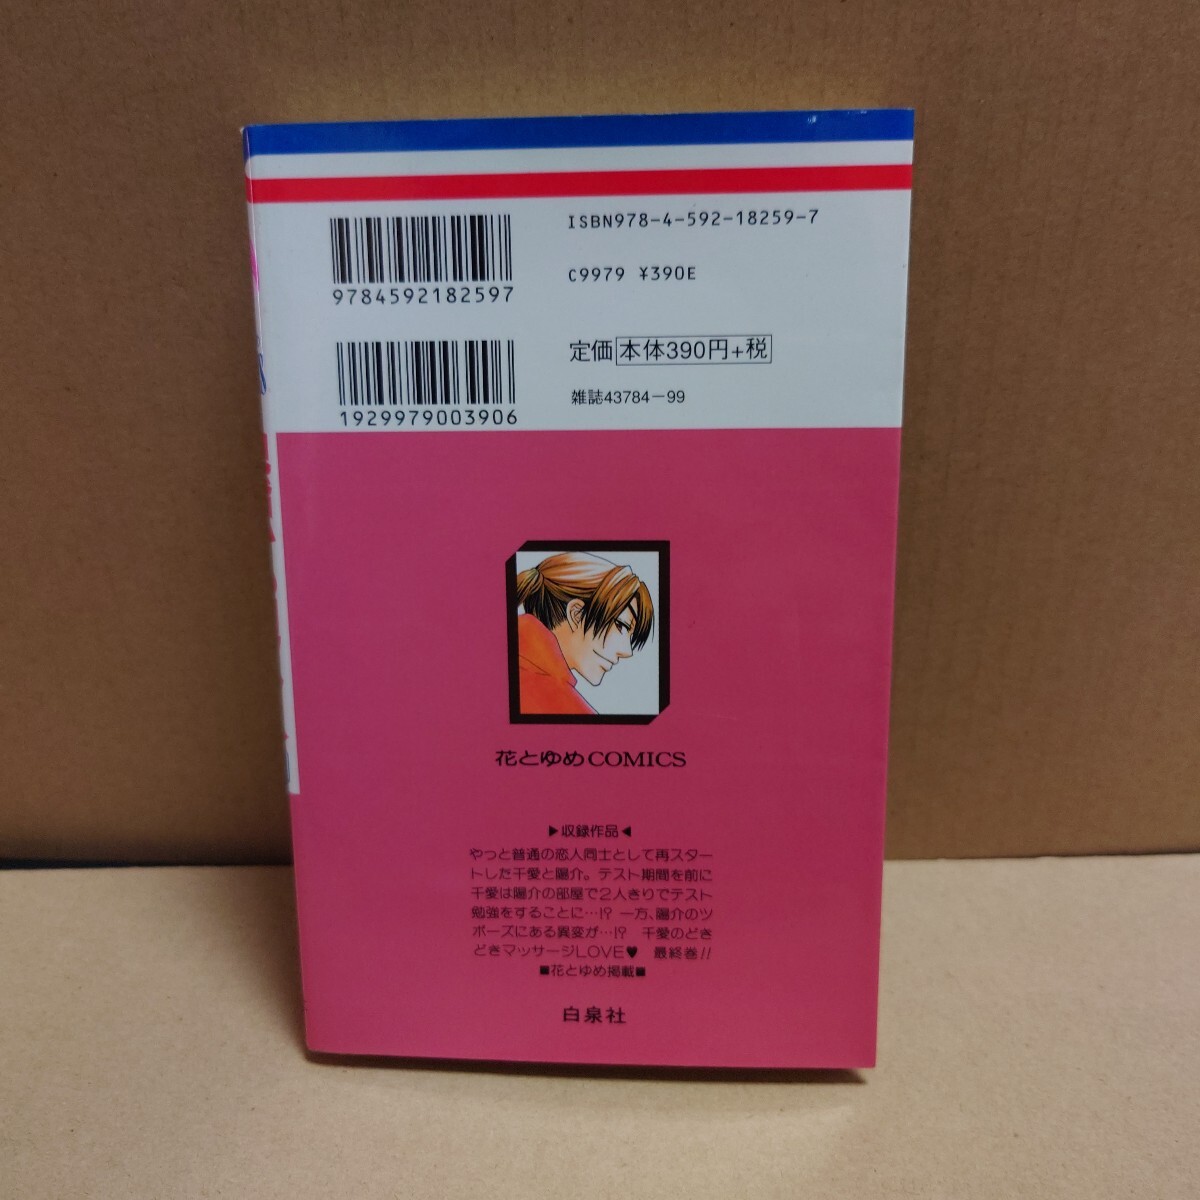 ISBN978-4-592-18259-7
9784592182597
C9979 ¥390E
定価 本体390円+税
雑誌43784-99
1929979003906
花とゆめCOMICS
▶収録作品◀
やっと普通の恋人同士として再スター
トした千愛と陽介。テスト期間を前に
千愛は陽介の部屋で2人きりでテスト
勉強をすることに…!? 一方、陽介のツ
ボーズにある異変が…!? 千愛のどき
どきマッサージLOVE♥ 最終巻!!
■花とゆめ掲載■
白泉社